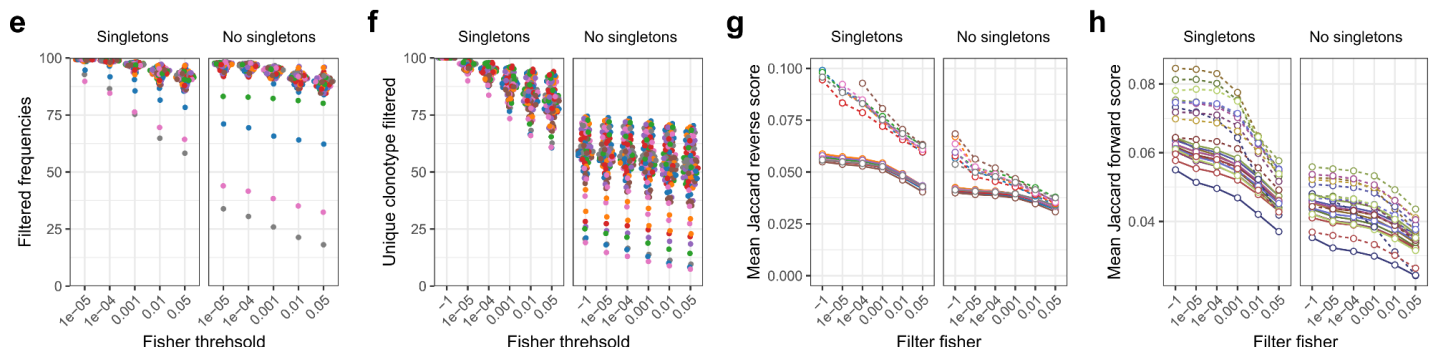 e
Singletons
No singletons
Filtered frequencies
100
75
50
25
0
1e−05
1e−04
0.001
0.01
0.05
1e−05
1e−04
0.001
0.01
0.05
Fisher threhsold
f
Singletons
No singletons
Unique clonotype filtered
100
75
50
25
0
−1
1e−05
1e−04
0.001
0.01
0.05
−1
1e−05
1e−04
0.001
0.01
0.05
Fisher threhsold
g
Singletons
No singletons
Mean Jaccard reverse score
0.100
0.075
0.050
0.025
0.000
−1
1e−05
1e−04
0.001
0.01
0.05
−1
1e−05
1e−04
0.001
0.01
0.05
Filter fisher
h
Singletons
No singletons
Mean Jaccard forward score
0.08
0.06
0.04
−1
1e−05
1e−04
0.001
0.01
0.05
−1
1e−05
1e−04
0.001
0.01
0.05
Filter fisher